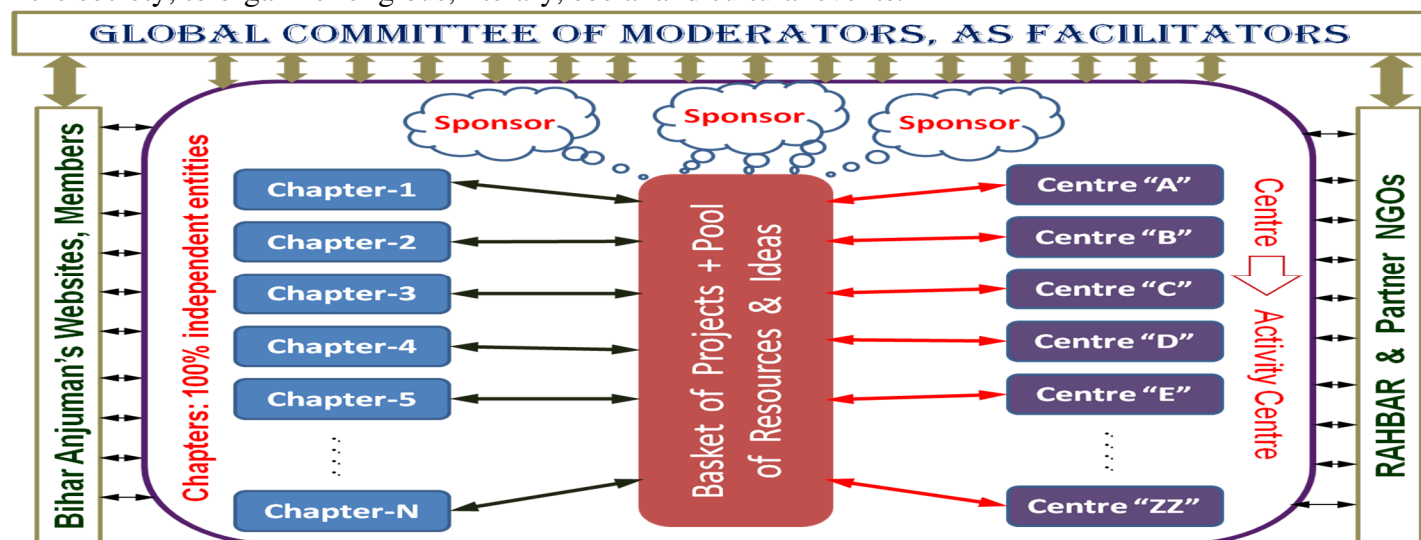 GLOBAL COMMITTEE OF MODERATORS, AS FACILITATORS
Bihar Anjuman's Websites, Members
Chapters: 100% independent entities
Sponsor
Sponsor
Sponsor
Chapter-1
Chapter-2
Chapter-3
Chapter-4
Chapter-5
Chapter-N
Basket of Projects + Pool
of Resources & Ideas
Centre “A”
Centre “B”
Centre “C”
Centre “D”
Centre “E”
Centre “ZZ”
Centre
Activity Centre
RAHBAR & Partner NGOs